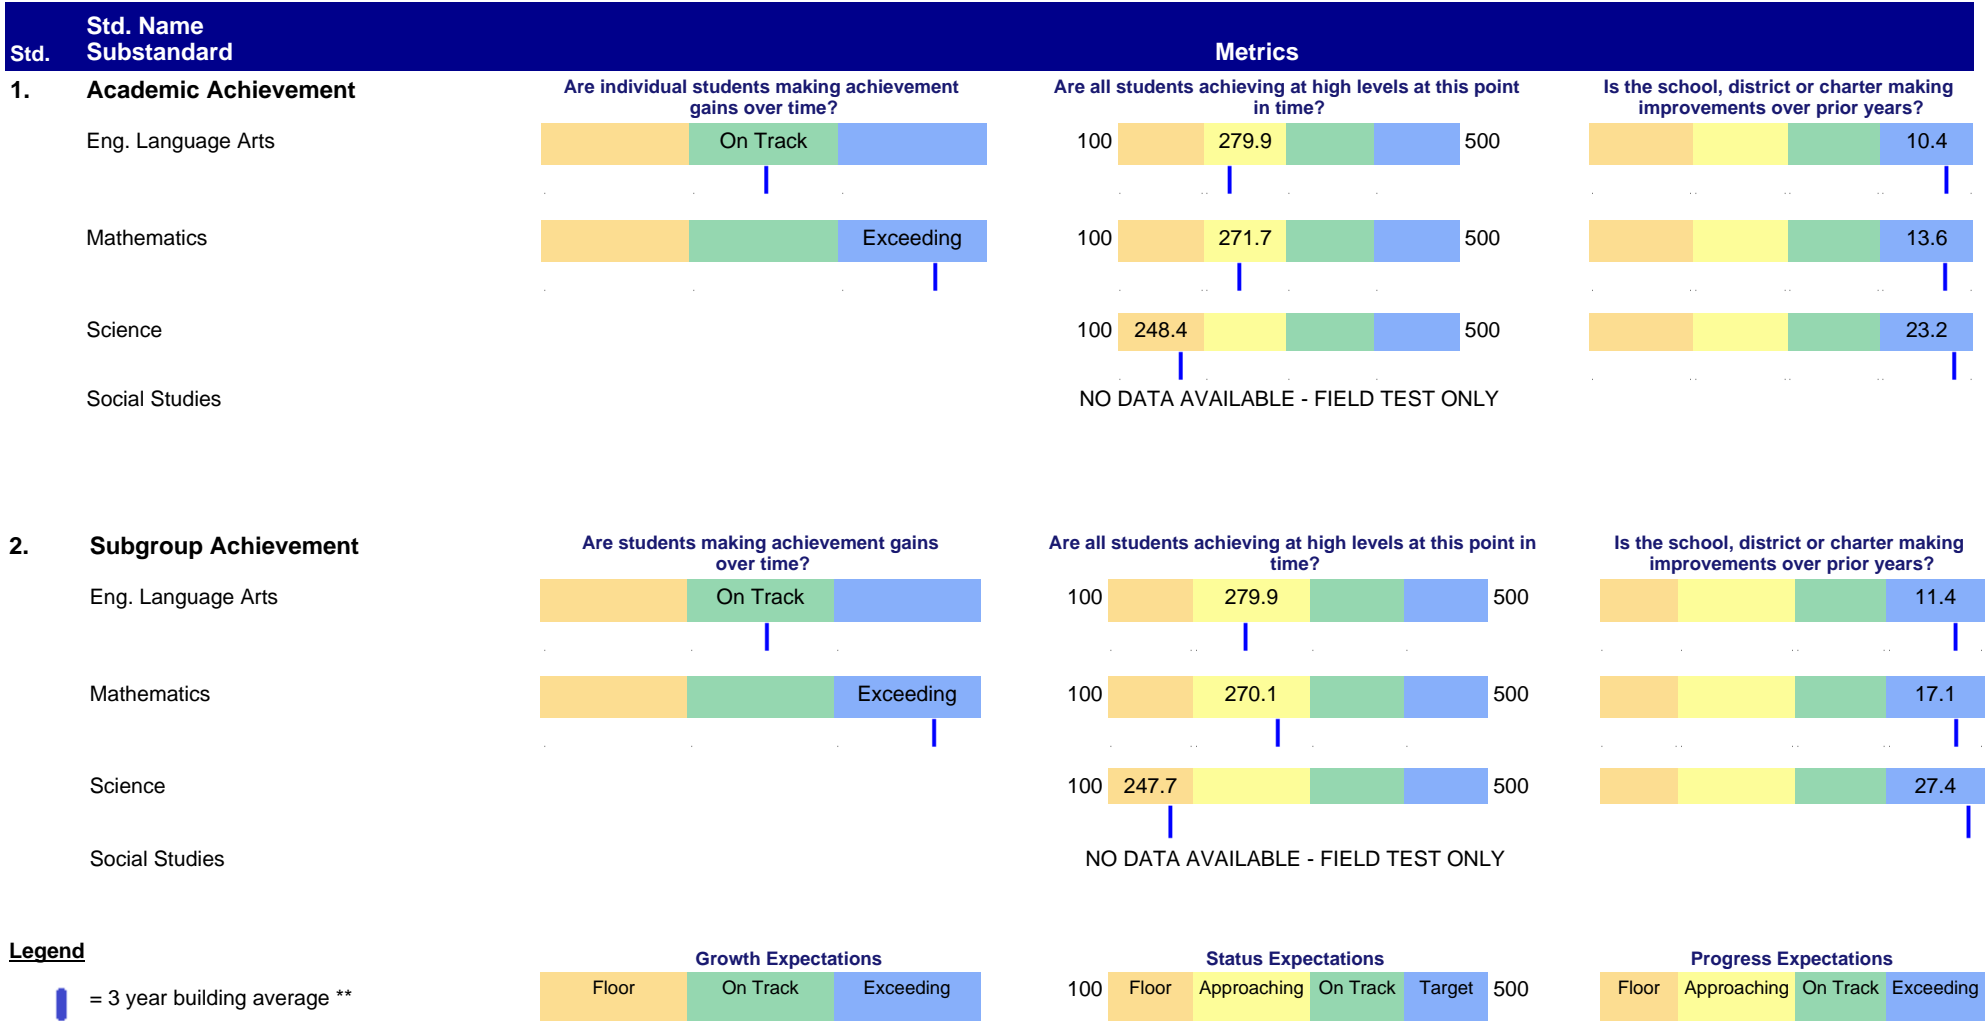 Std. Std. Name
Substandard Metrics
1. Academic Achievement
Are individual students making achievement
gains over time?
Are all students achieving at high levels at this point
in time?
Is the school, district or charter making
improvements over prior years?
Eng. Language Arts On Track 100 279.9 500 10.4
Mathematics Exceeding 100 271.7 500 13.6
Science 100 248.4 500 23.2
Social Studies NO DATA AVAILABLE - FIELD TEST ONLY
2. Subgroup Achievement
Are students making achievement gains
over time?
Are all students achieving at high levels at this point in
time?
Is the school, district or charter making
improvements over prior years?
Eng. Language Arts On Track 100 279.9 500 11.4
Mathematics Exceeding 100 270.1 500 17.1
Science 100 247.7 500 27.4
Social Studies NO DATA AVAILABLE - FIELD TEST ONLY
Legend
= 3 year building average **
Growth Expectations
Floor On Track Exceeding
Status Expectations
100 Floor Approaching On Track Target 500
Progress Expectations
Floor Approaching On Track Exceeding